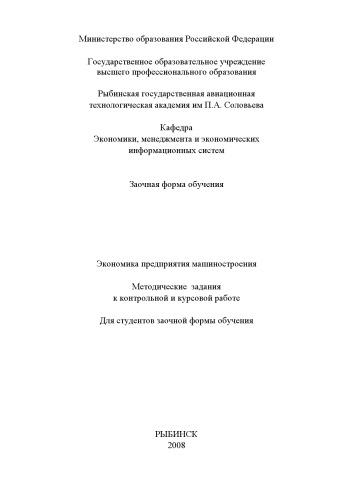 Министерство образования Российской Федерации
Государственное образовательное учреждение
высшего профессионального образования
Рыбинская государственная авиационная
технологическая академия им П.А. Соловьева
Кафедра
Экономики, менеджмента и экономических
информационных систем
Заочная форма обучения
Экономика предприятия машиностроения
Методические задания
к контрольной и курсовой работе
Для студентов заочной формы обучения
РЫБИНСК
2008